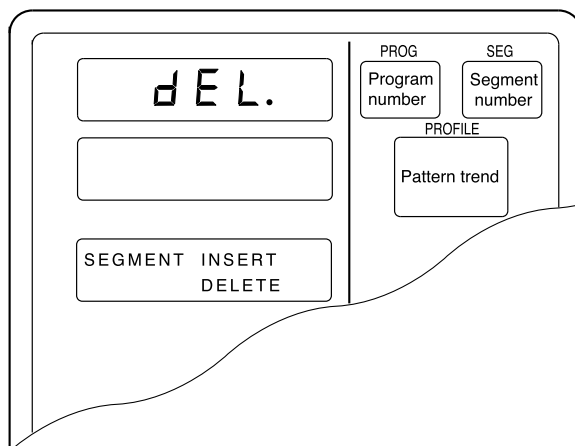 dEL.
PROG SEG
Program number
Segment number
PROFILE
Pattern trend
SEGMENT INSERT
DELETE